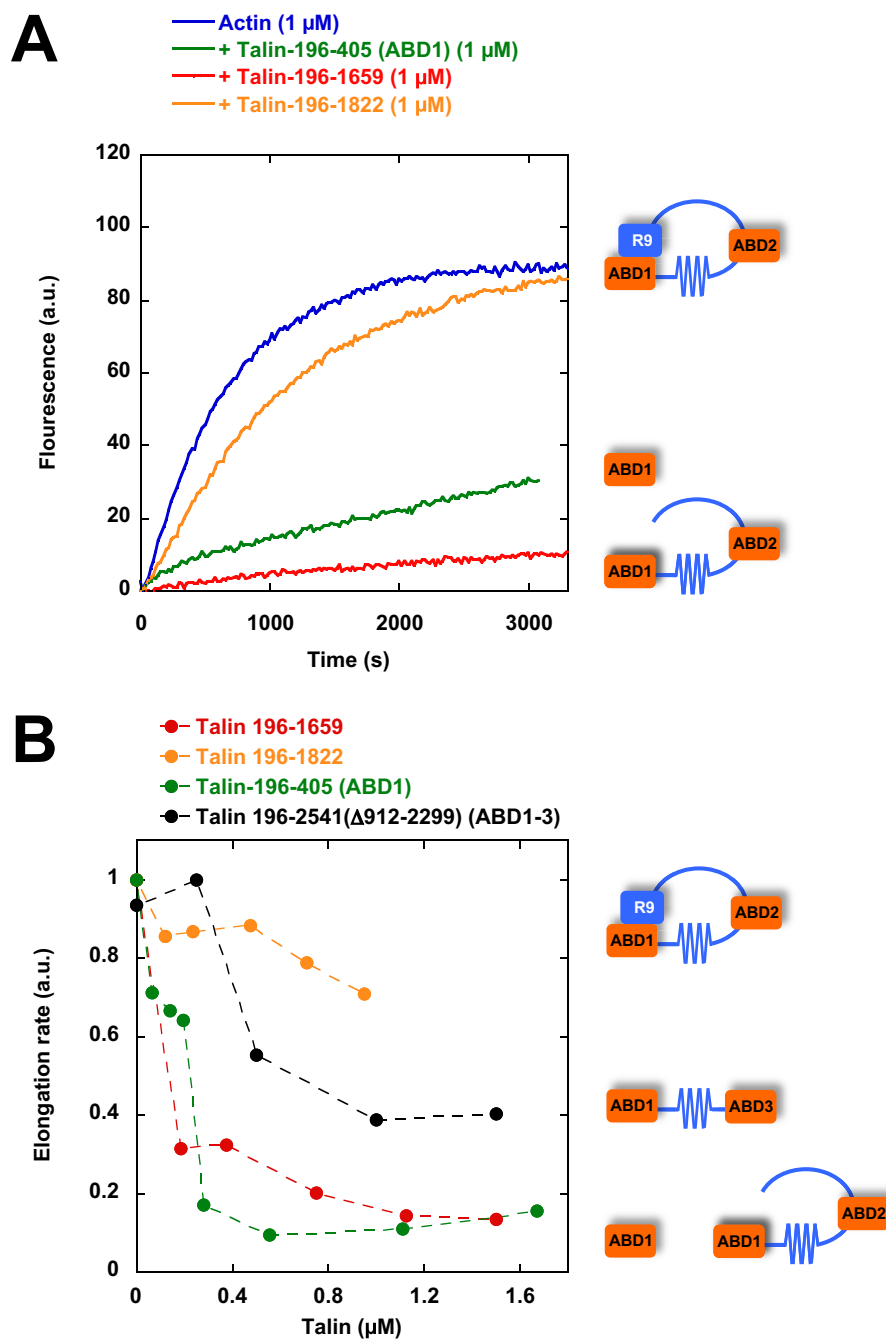 A
Actin (1 µM)
+ Talin-196-405 (ABD1) (1 µM)
+ Talin-196-1659 (1 µM)
+ Talin-196-1822 (1 µM)
120
100
80
60
40
20
0
Flourescence (a.u.)
0 1000 2000 3000
Time (s)
R9
ABD1
ABD2
ABD1
ABD1
ABD2
B
Talin 196-1659
Talin 196-1822
Talin-196-405 (ABD1)
Talin 196-2541(Δ912-2299) (ABD1-3)
1
0.8
0.6
0.4
0.2
0
Elongation rate (a.u.)
0 0.4 0.8 1.2 1.6
Talin (µM)
R9
ABD1
ABD2
ABD1
ABD3
ABD1
ABD1
ABD2